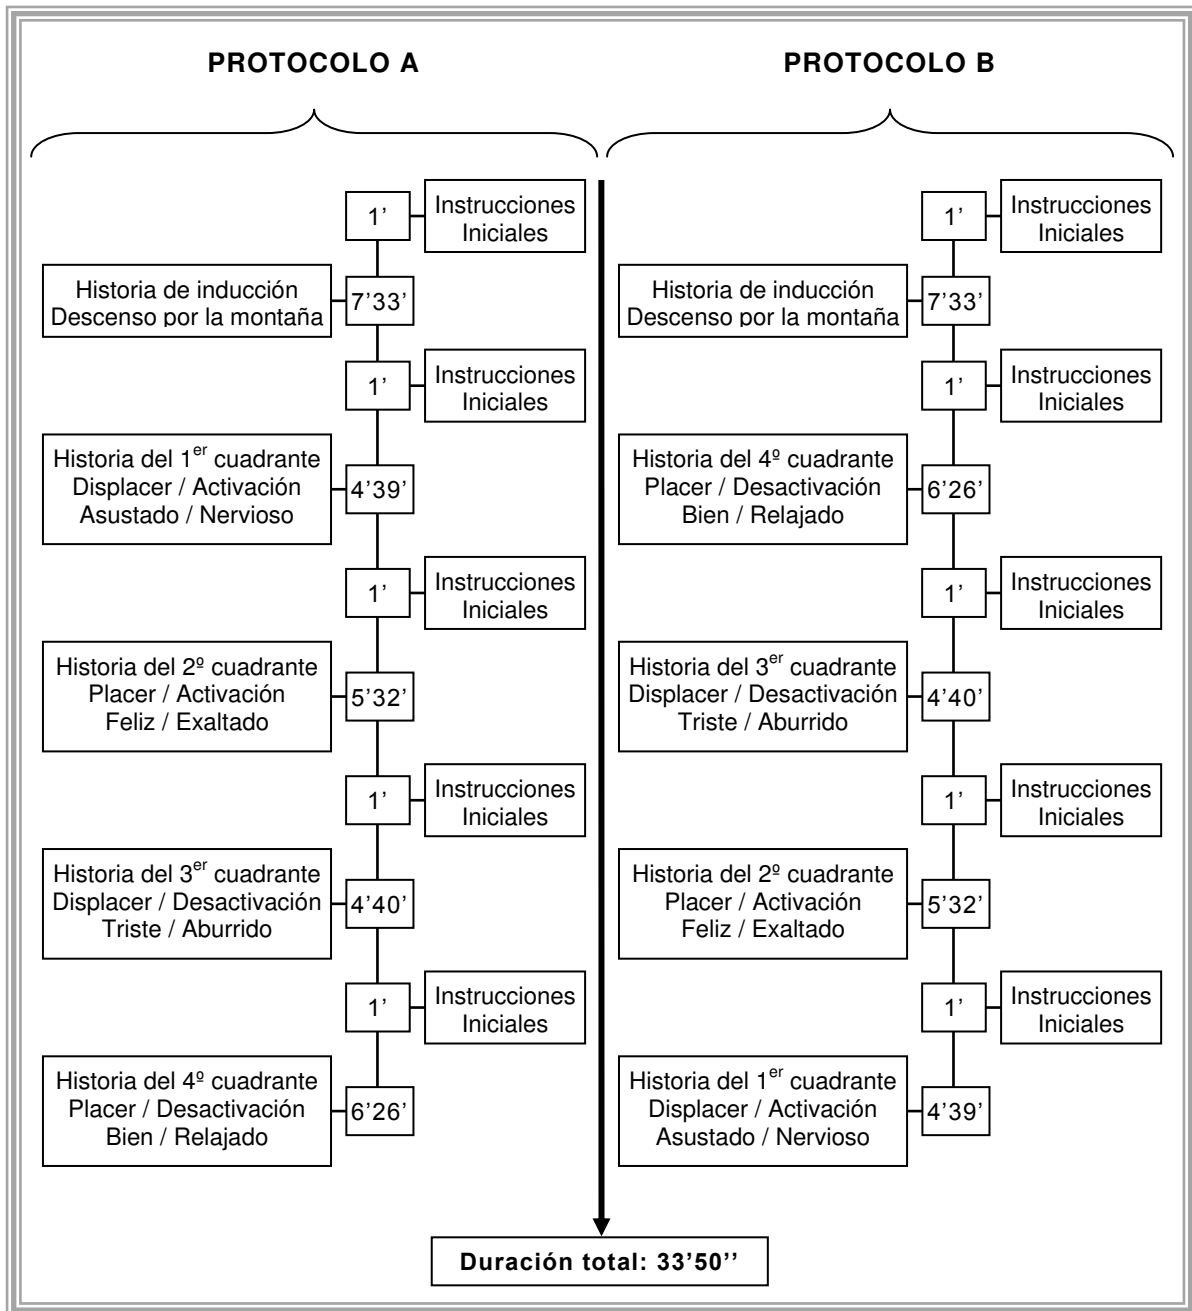 PROTOCOLO A
1’
Instrucciones
Iniciales
Historia de inducción
Descenso por la montaña
7’33’
1’
Instrucciones
Iniciales
Historia del 1er cuadrante
Displacer / Activación
Asustado / Nervioso
4’39’
1’
Instrucciones
Iniciales
Historia del 2º cuadrante
Placer / Activación
Feliz / Exaltado
5’32’
1’
Instrucciones
Iniciales
Historia del 3er cuadrante
Displacer / Desactivación
Triste / Aburrido
4’40’
1’
Instrucciones
Iniciales
Historia del 4º cuadrante
Placer / Desactivación
Bien / Relajado
6’26’
PROTOCOLO B
1’
Instrucciones
Iniciales
Historia de inducción
Descenso por la montaña
7’33’
1’
Instrucciones
Iniciales
Historia del 4º cuadrante
Placer / Desactivación
Bien / Relajado
6’26’
1’
Instrucciones
Iniciales
Historia del 3er cuadrante
Displacer / Desactivación
Triste / Aburrido
4’40’
1’
Instrucciones
Iniciales
Historia del 2º cuadrante
Placer / Activación
Feliz / Exaltado
5’32’
1’
Instrucciones
Iniciales
Historia del 1er cuadrante
Displacer / Activación
Asustado / Nervioso
4’39’
Duración total: 33’50’’